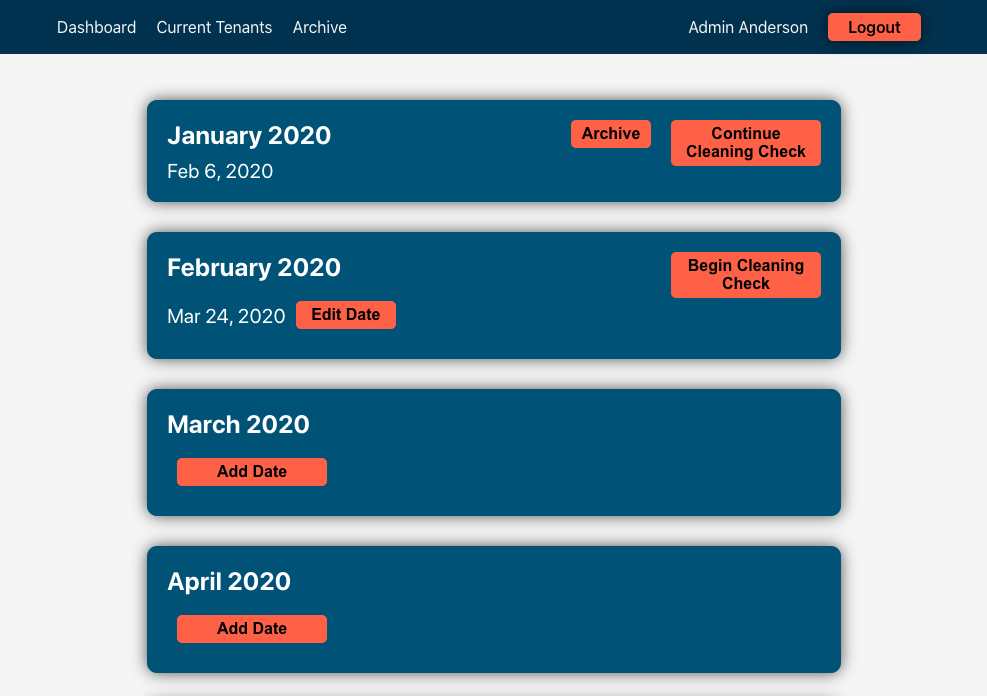 Dashboard Current Tenants Archive Admin Anderson Logout
January 2020 Archive Continue
Cleaning Check
Feb 6, 2020
February 2020 Begin Cleaning
Check
Mar 24, 2020 Edit Date
March 2020
Add Date
April 2020
Add Date